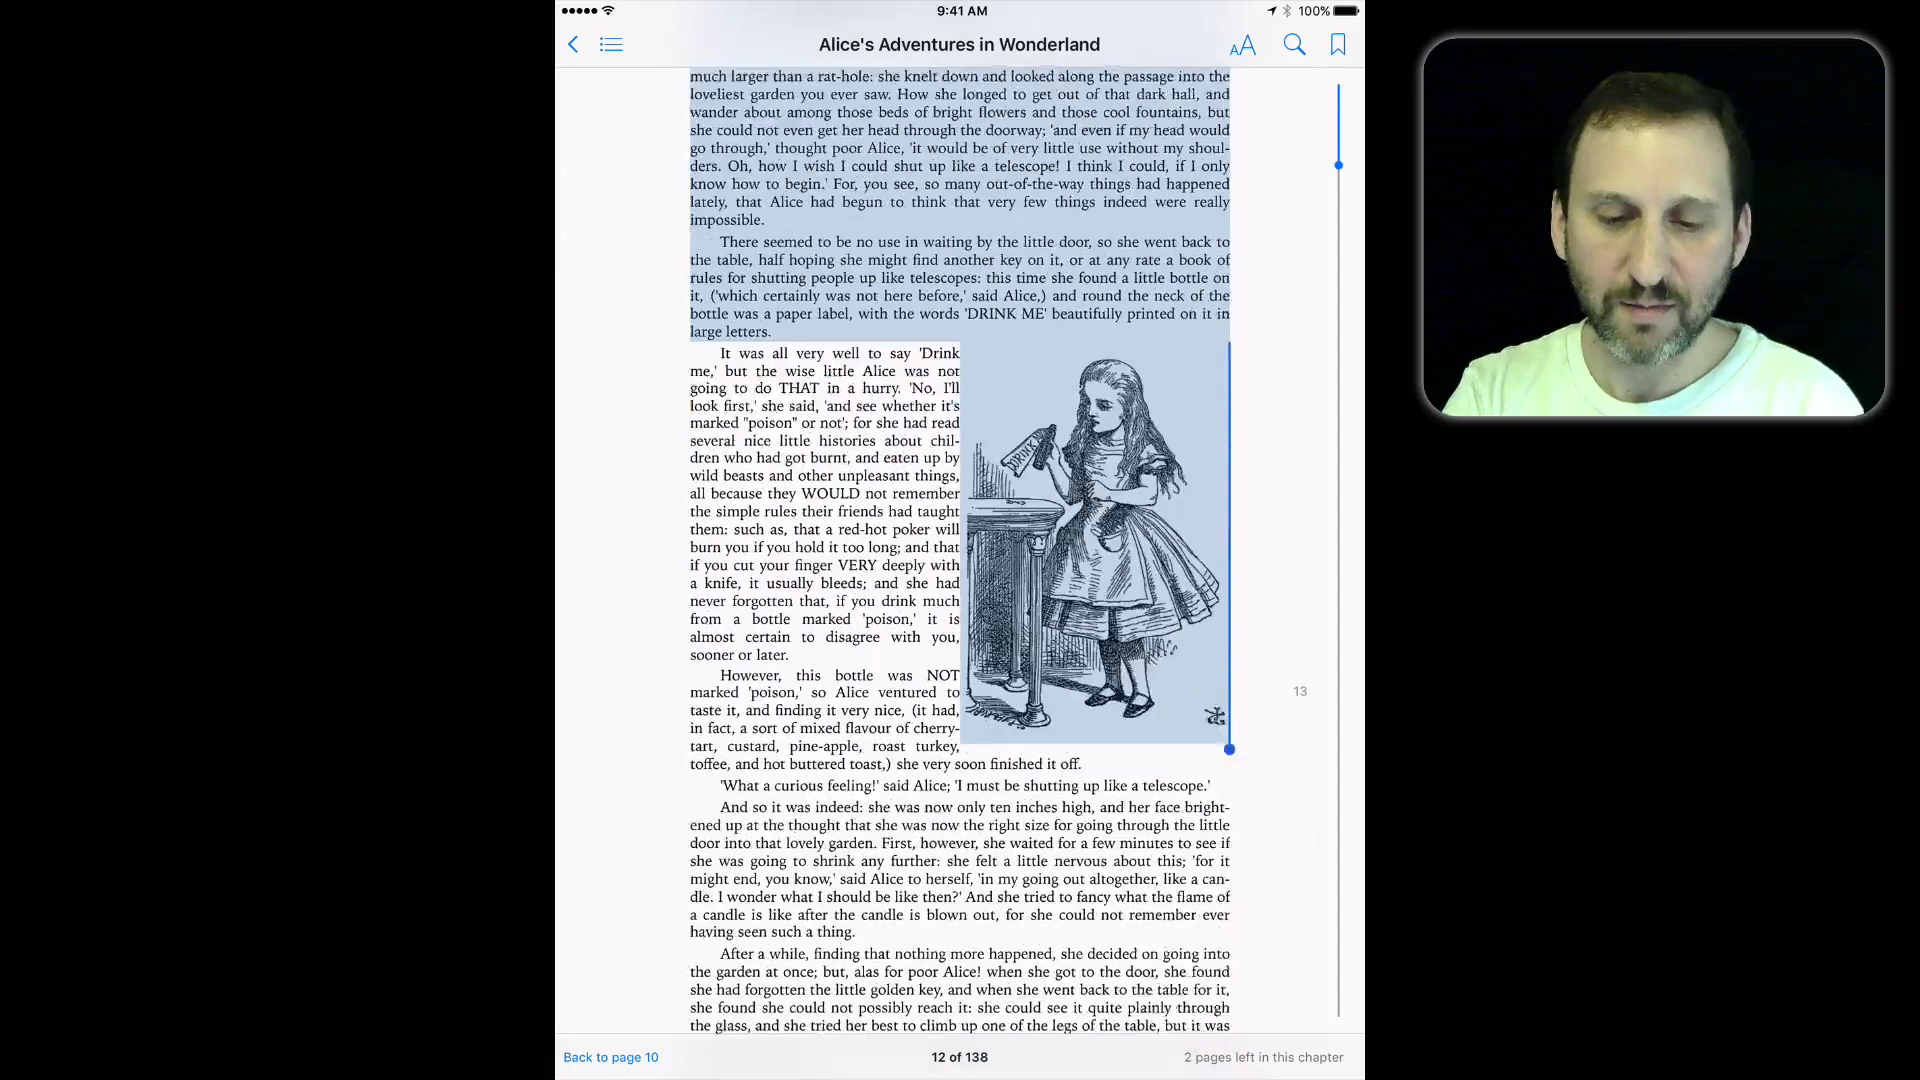 9:41 AM
100%
Alice's Adventures in Wonderland
AA
much larger than a rat-hole: she knelt down and looked along the passage into the
loveliest garden you ever saw. How she longed to get out of that dark hall, and
wander about among those beds of bright flowers and those cool fountains, but
she could not even get her head through the doorway; 'and even if my head would
go through,' thought poor Alice, 'it would be of very little use without my shoul-
ders. Oh, how I wish I could shut up like a telescope! I think I could, if I only
know how to begin.' For, you see, so many out-of-the-way things had happened
lately, that Alice had begun to think that very few things indeed were really
impossible.
There seemed to be no use in waiting by the little door, so she went back to
the table, half hoping she might find another key on it, or at any rate a book of
rules for shutting people up like telescopes: this time she found a little bottle on
it, ('which certainly was not here before,' said Alice,) and round the neck of the
bottle was a paper label, with the words 'DRINK ME' beautifully printed on it in
large letters.
It was all very well to say 'Drink
me,' but the wise little Alice was not
going to do THAT in a hurry. 'No, I'll
look first,' she said, 'and see whether it's
marked "poison" or not'; for she had read
several nice little histories about chil-
dren who had got burnt, and eaten up by
wild beasts and other unpleasant things,
all because they WOULD not remember
the simple rules their friends had taught
them: such as, that a red-hot poker will
burn you if you hold it too long; and that
if you cut your finger VERY deeply with
a knife, it usually bleeds; and she had
never forgotten that, if you drink much
from a bottle marked 'poison,' it is
almost certain to disagree with you,
sooner or later.
DRINK
However, this bottle was NOT
marked 'poison,' so Alice ventured to
taste it, and finding it very nice, (it had,
in fact, a sort of mixed flavour of cherry-
tart, custard, pine-apple, roast turkey,
toffee, and hot buttered toast,) she very soon finished it off.
13
'What a curious feeling!' said Alice; 'I must be shutting up like a telescope.'
And so it was indeed: she was now only ten inches high, and her face bright-
ened up at the thought that she was now the right size for going through the little
door into that lovely garden. First, however, she waited for a few minutes to see if
she was going to shrink any further: she felt a little nervous about this; 'for it
might end, you know,' said Alice to herself, 'in my going out altogether, like a can-
dle. I wonder what I should be like then?' And she tried to fancy what the flame of
a candle is like after the candle is blown out, for she could not remember ever
having seen such a thing.
After a while, finding that nothing more happened, she decided on going into
the garden at once; but, alas for poor Alice! when she got to the door, she found
she had forgotten the little golden key, and when she went back to the table for it,
she found she could not possibly reach it: she could see it quite plainly through
the glass, and she tried her best to climb up one of the legs of the table, but it was
Back to page 10
12 of 138
2 pages left in this chapter